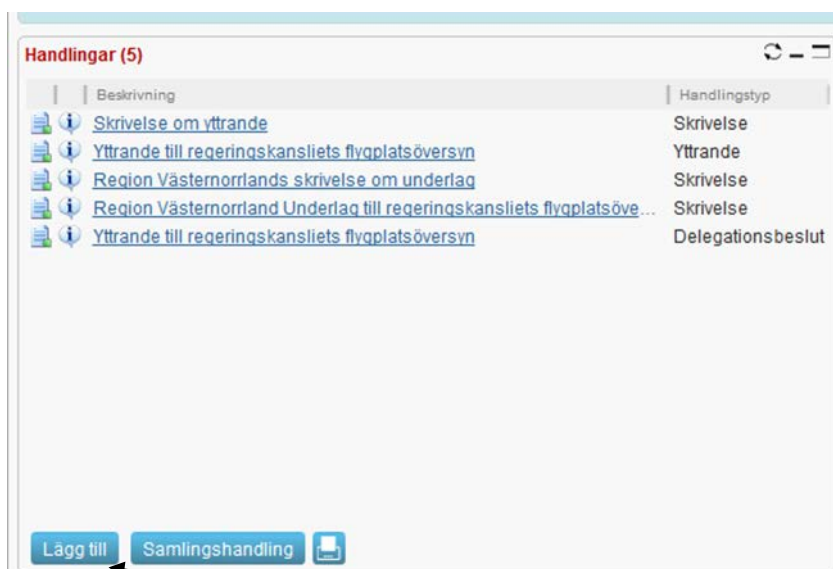 Handlingar (5)
Beskrivning Handlingstyp
Skrivelse om yttrande Skrivelse
Yttrande till regeringskansliets flygplatsöversyn Yttrande
Region Västernorrlands skrivelse om underlag Skrivelse
Region Västernorrland Underlag till regeringskansliets flygplatsöve... Skrivelse
Yttrande till regeringskansliets flygplatsöversyn Delegationsbeslut
Lägg till Samlingshandling